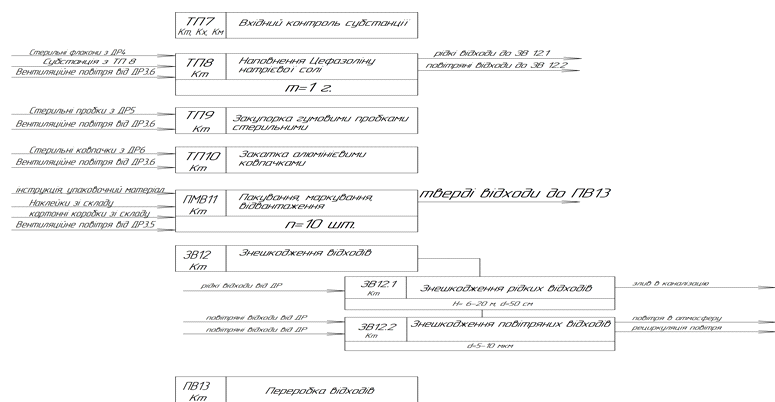 ТП7
Кт, Кх, Км
Вхідний контроль субстанції
Стерильні флакони з ДР4
Субстанція з ТП 8
Вентиляційне повітря від ДР3.6
ТП8
Кт
Наповнення Цефазоліну
натрієвої солі
m=1 г.
рідкі відходи до ЗВ 12.1
повітряні відходи до ЗВ 12.2
Стерильні пробки з ДР5
Вентиляційне повітря від ДР3.6
ТП9
Кт
Закупорка гумовими пробками
стерильними
Стерильні ковпачки з ДР6
Вентиляційне повітря від ДР3.6
ТП10
Кт
Закатка алюмінієвими
ковпачками
інструкція, упаковочний матеріал
Наклейки зі складу
картонні коробки зі складу
Вентиляційне повітря від ДР3.5
ПМВ11
Кт
Пакування, маркування,
відвантаження
n=10 шт.
тверді відходи до ПВ13
ЗВ12
Кт
Знешкодження відходів
рідкі відходи від ДР
ЗВ12.1
Кт
Знешкодження рідких відходів
H= 6-20 м, d=50 см
злив в каналізацію
повітряні відходи від ДР
повітряні відходи від ДР
ЗВ12.2
Кт
Знешкодження повітряних відходів
d=5-10 мкм
повітря в атмосферу
рециркуляція повітря
ПВ13
Кт
Переробка відходів